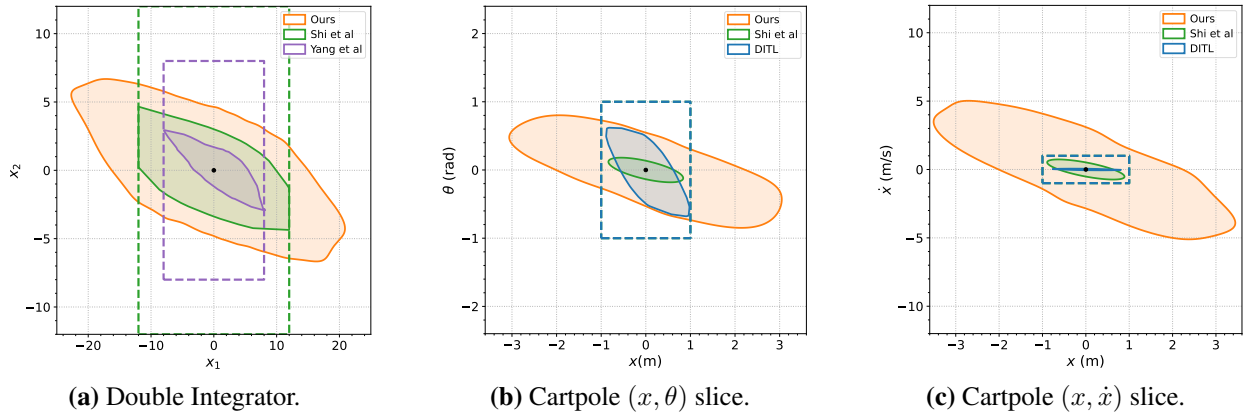 Ours
Shi et al
Yang et al
10
5
0
−5
−10
x₂
−20
−10
0
10
20
x₁
(a) Double Integrator.
Ours
Shi et al
DITL
2
1
0
−1
−2
θ (rad)
−3
−2
−1
0
1
2
3
x(m)
(b) Cartpole (x, θ) slice.
Ours
Shi et al
DITL
10
5
0
−5
−10
ẋ (m/s)
−3
−2
−1
0
1
2
3
x (m)
(c) Cartpole (x, ẋ) slice.